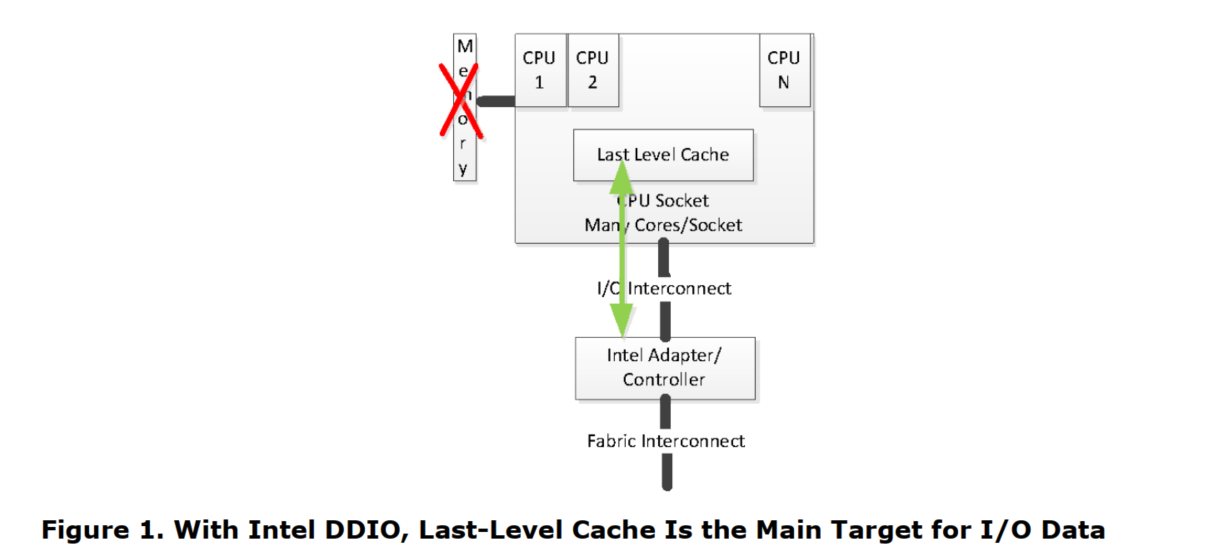 Memory
CPU
1
CPU
2
CPU
N
Last Level Cache
CPU Socket
Many Cores/Socket
I/O Interconnect
Intel Adapter/
Controller
Fabric Interconnect
Figure 1. With Intel DDIO, Last-Level Cache Is the Main Target for I/O Data